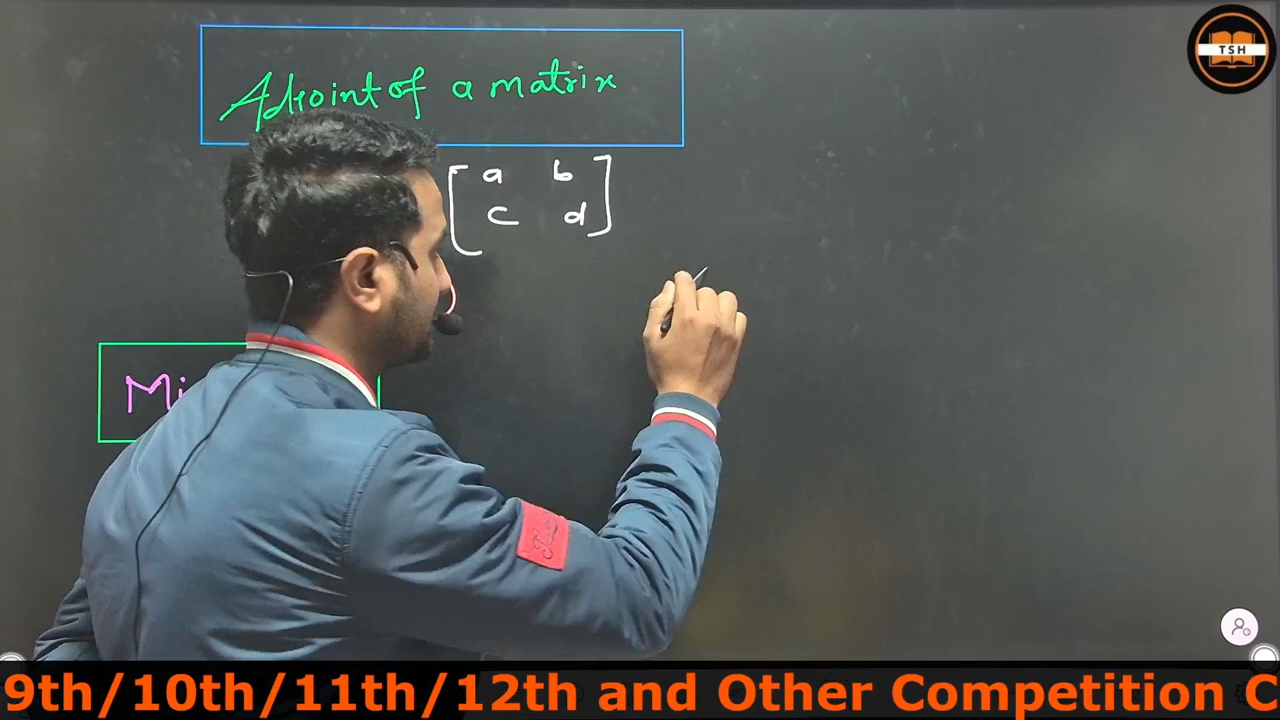 TSH
Adjoint of a matrix
a b
c d
Mi
9th/10th/11th/12th and Other Competition C